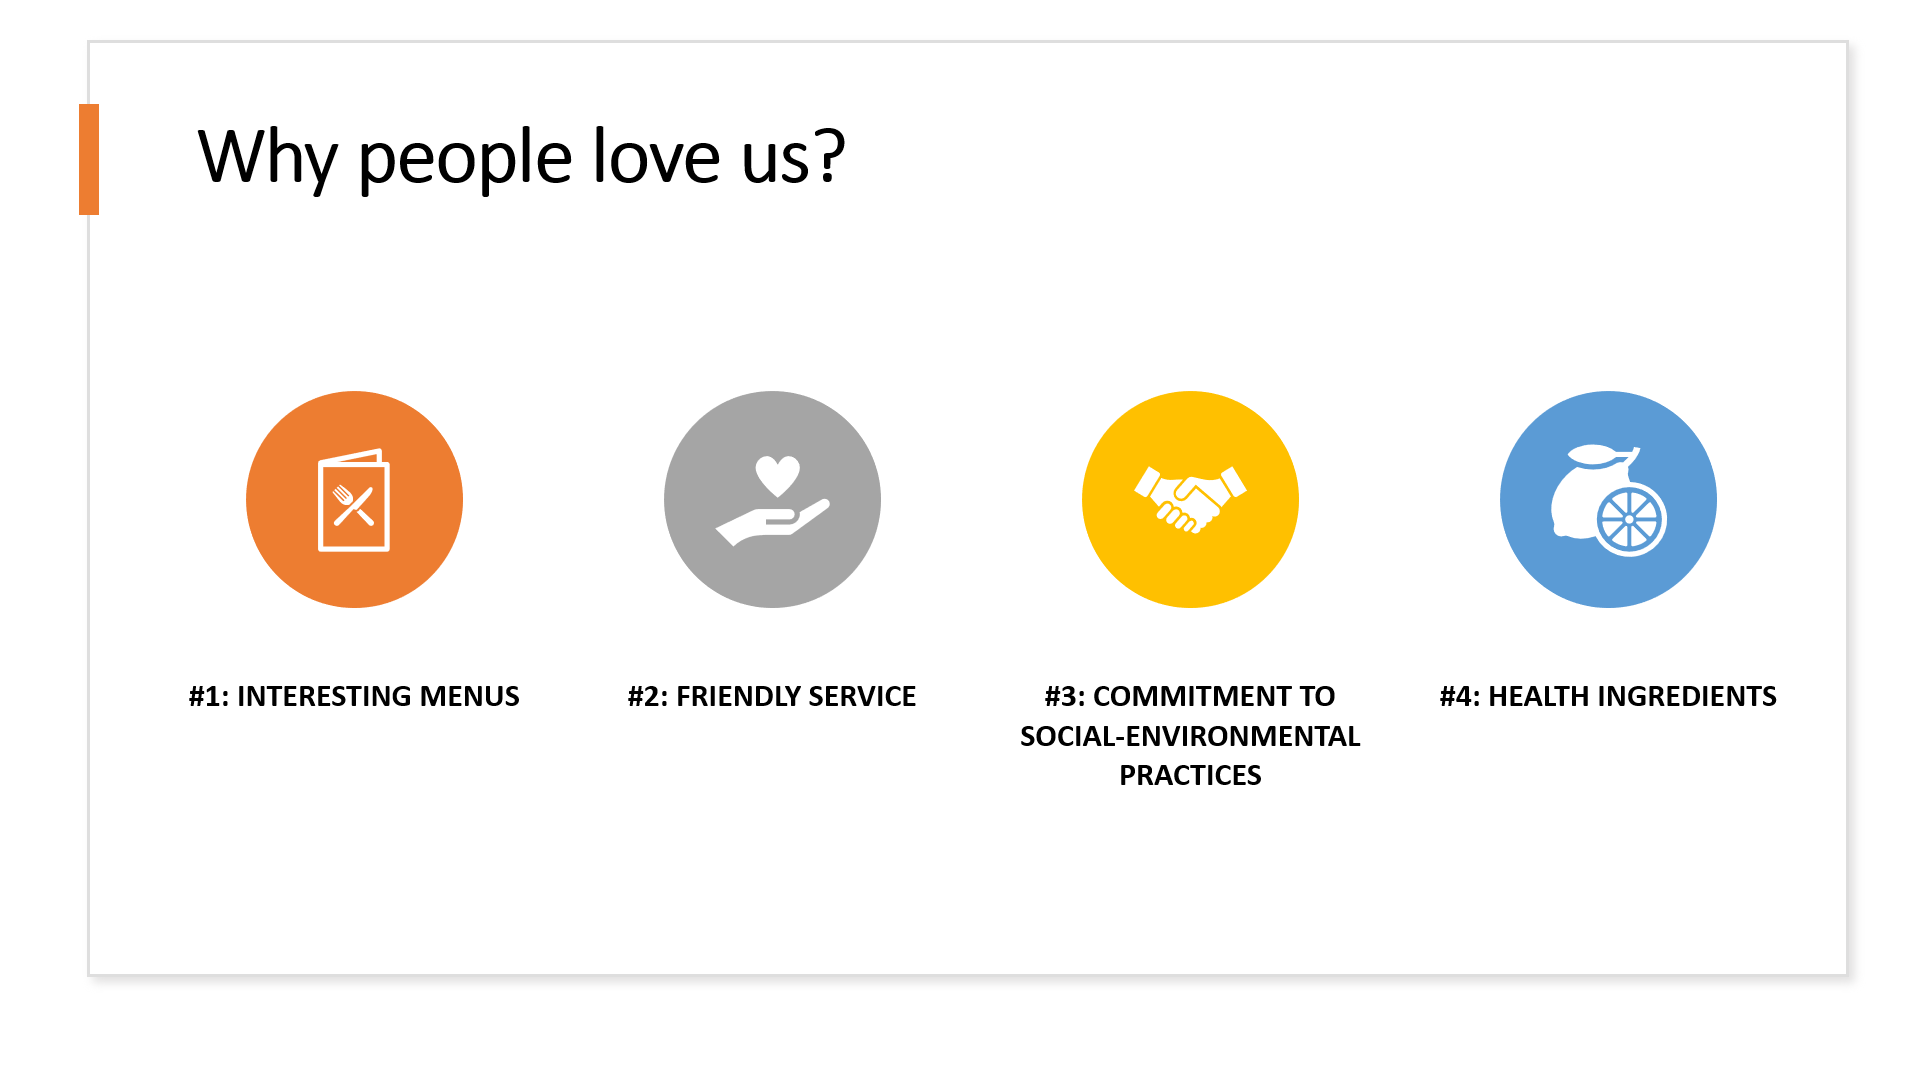 Why people love us?
#1: INTERESTING MENUS
#2: FRIENDLY SERVICE
#3: COMMITMENT TO
SOCIAL-ENVIRONMENTAL
PRACTICES
#4: HEALTH INGREDIENTS